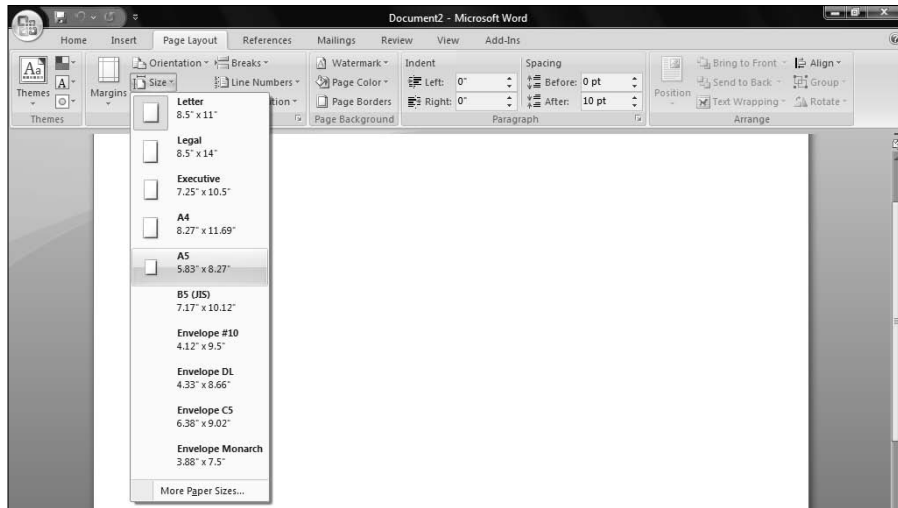 Document2 - Microsoft Word
Home Insert Page Layout References Mailings Review View Add-Ins
Orientation Breaks Watermark Indent Spacing Bring to Front Align
Size Line Numbers Page Color Left: 0" Before: 0 pt Send to Back Group
Themes Margins Page Borders Right: 0" After: 10 pt Position Text Wrapping Rotate
Themes Page Background Paragraph Arrange
Letter
8.5" x 11"
Legal
8.5" x 14"
Executive
7.25" x 10.5"
A4
8.27" x 11.69"
A5
5.83" x 8.27"
B5 (JIS)
7.17" x 10.12"
Envelope #10
4.12" x 9.5"
Envelope DL
4.33" x 8.66"
Envelope C5
6.38" x 9.02"
Envelope Monarch
3.88" x 7.5"
More Paper Sizes...